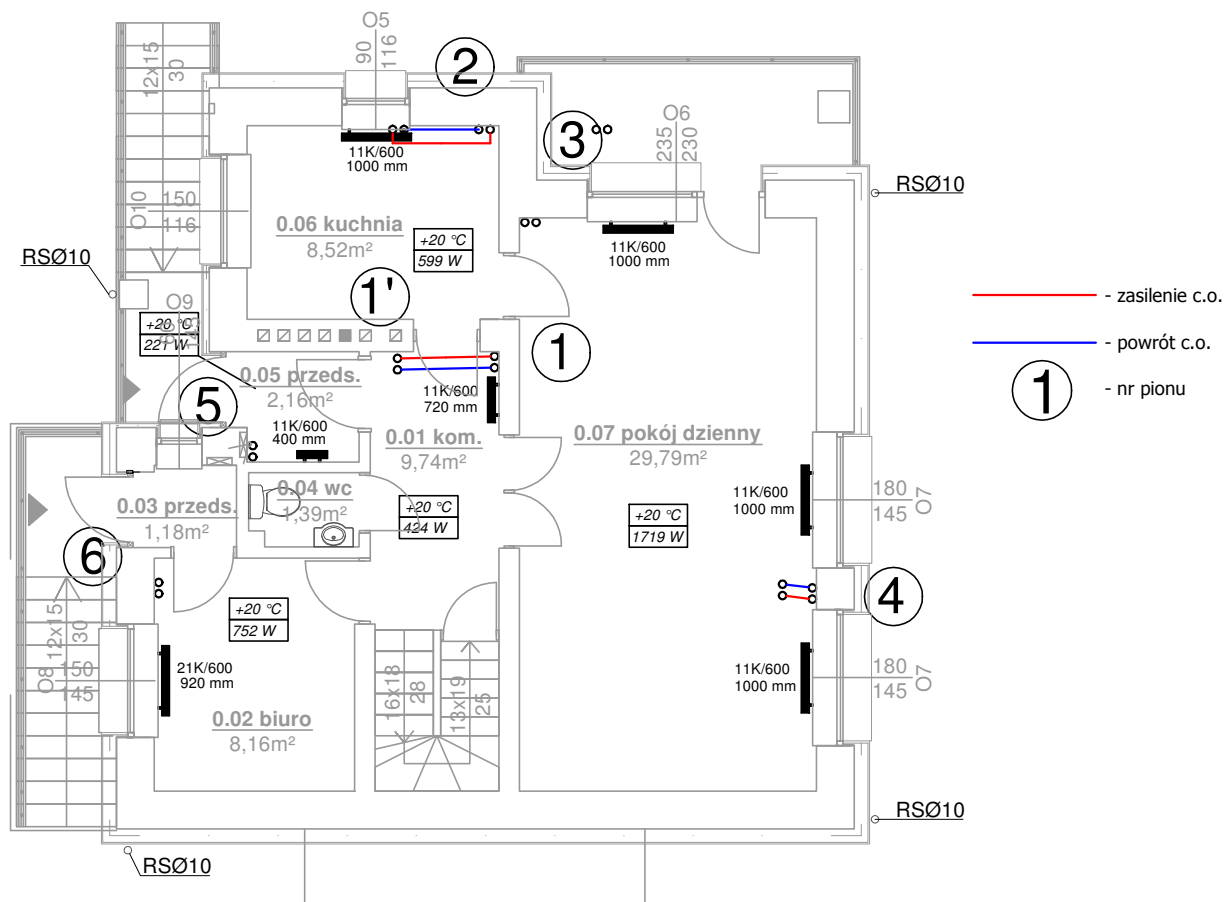 12x15
30
90
116
O5
2
3
235
230
O6
11K/600
1000 mm
O10
150
116
0.06 kuchnia
8,52m²
+20 °C
599 W
11K/600
1000 mm
RSØ10
RSØ10
O9
+20 °C
221 W
1'
1
- zasilenie c.o.
- powrót c.o.
1
- nr pionu
0.05 przeds.
2,16m²
11K/600
720 mm
5
11K/600
400 mm
0.01 kom.
9,74m²
0.07 pokój dzienny
29,79m²
0.04 wc
1,39m²
0.03 przeds.
1,18m²
+20 °C
424 W
+20 °C
1719 W
11K/600
1000 mm
180
145
O7
6
4
+20 °C
752 W
12x15
30
O8
150
145
21K/600
920 mm
0.02 biuro
8,16m²
16x18
28
13x19
25
11K/600
1000 mm
180
145
O7
RSØ10
RSØ10